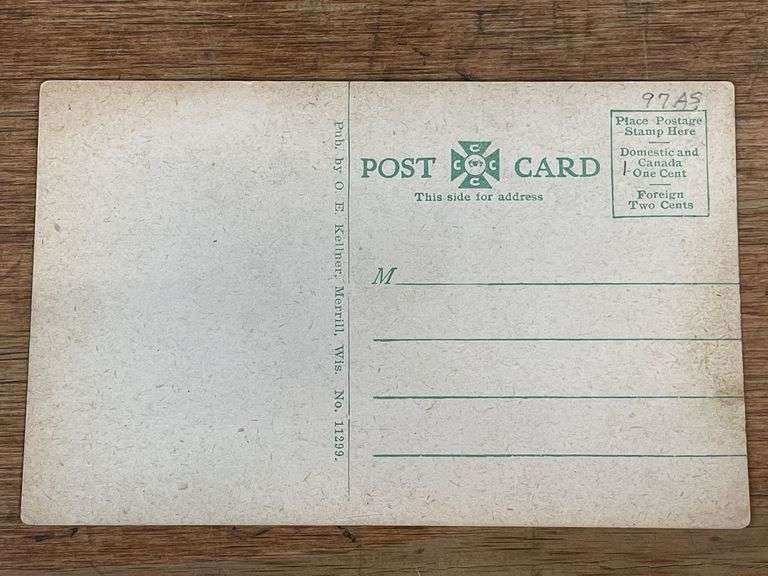 97AS
Place Postage
Stamp Here
Domestic and
Canada
One Cent
Foreign
Two Cents
POST CARD
C
C C
C
This side for address
M
Pub. by O. E. Kellner, Merrill, Wis. No. 11299.